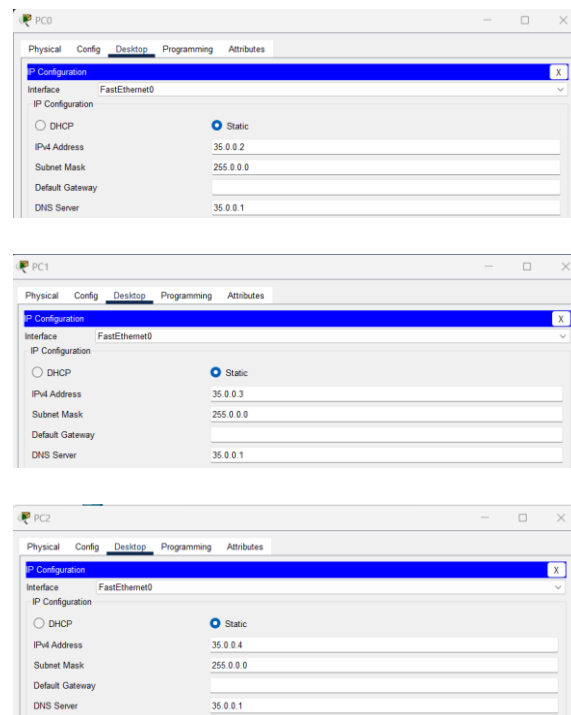 PC0
Physical Config Desktop Programming Attributes
IP Configuration X
Interface FastEthernet0
IP Configuration
DHCP Static
IPv4 Address 35.0.0.2
Subnet Mask 255.0.0.0
Default Gateway
DNS Server 35.0.0.1
PC1
Physical Config Desktop Programming Attributes
IP Configuration X
Interface FastEthernet0
IP Configuration
DHCP Static
IPv4 Address 35.0.0.3
Subnet Mask 255.0.0.0
Default Gateway
DNS Server 35.0.0.1
PC2
Physical Config Desktop Programming Attributes
IP Configuration X
Interface FastEthernet0
IP Configuration
DHCP Static
IPv4 Address 35.0.0.4
Subnet Mask 255.0.0.0
Default Gateway
DNS Server 35.0.0.1